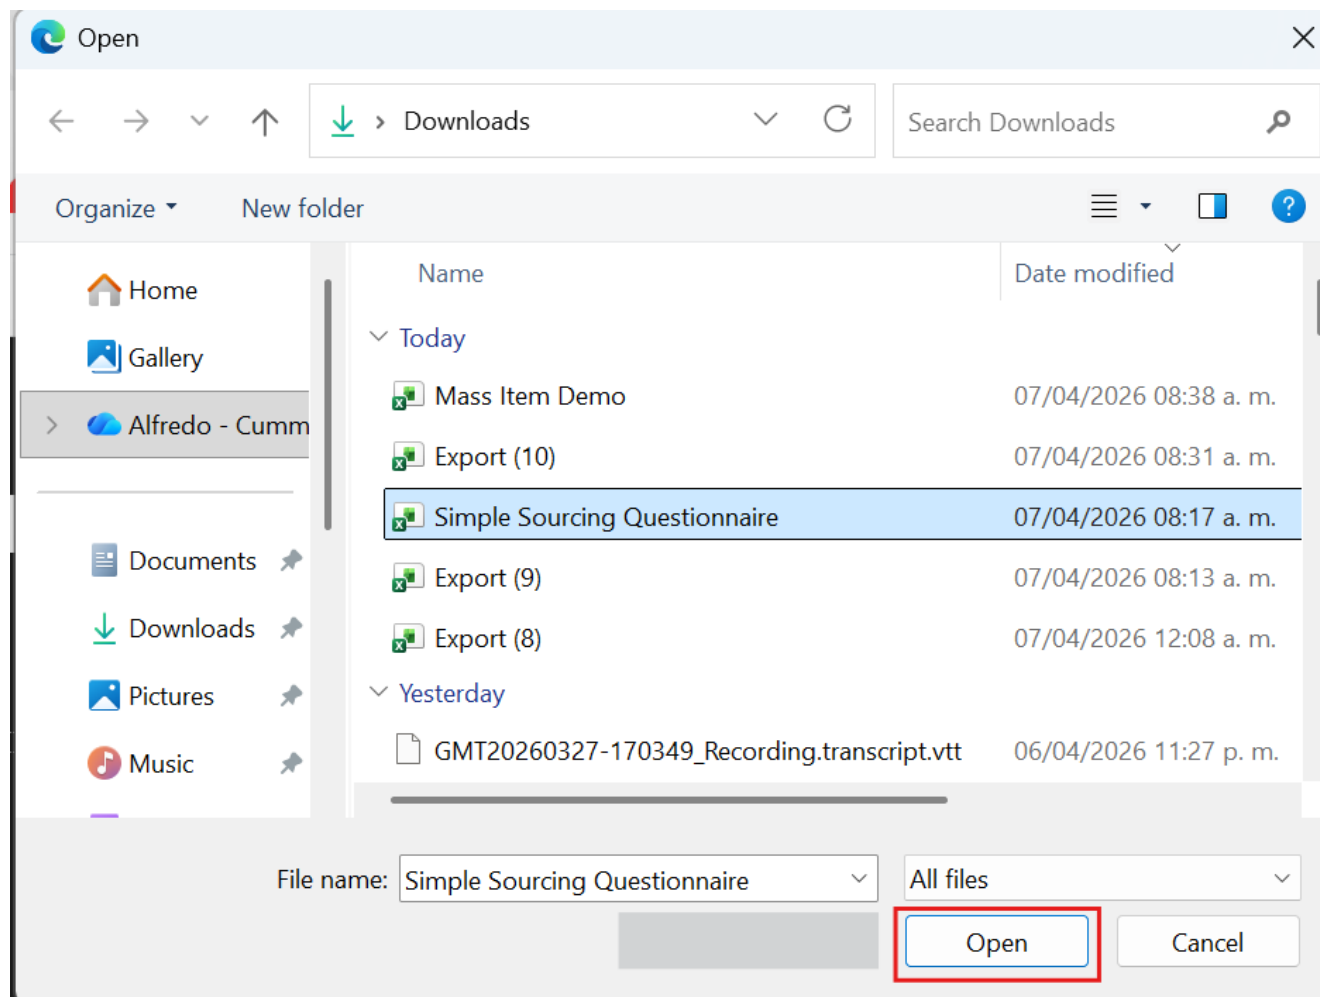 Open
Downloads
Search Downloads
Organize
New folder
Name
Date modified
Home
Gallery
Alfredo - Cumm
Documents
Downloads
Pictures
Music
Today
Mass Item Demo 07/04/2026 08:38 a. m.
Export (10) 07/04/2026 08:31 a. m.
Simple Sourcing Questionnaire 07/04/2026 08:17 a. m.
Export (9) 07/04/2026 08:13 a. m.
Export (8) 07/04/2026 12:08 a. m.
Yesterday
GMT20260327-170349_Recording.transcript.vtt 06/04/2026 11:27 p. m.
File name: Simple Sourcing Questionnaire
All files
Open
Cancel